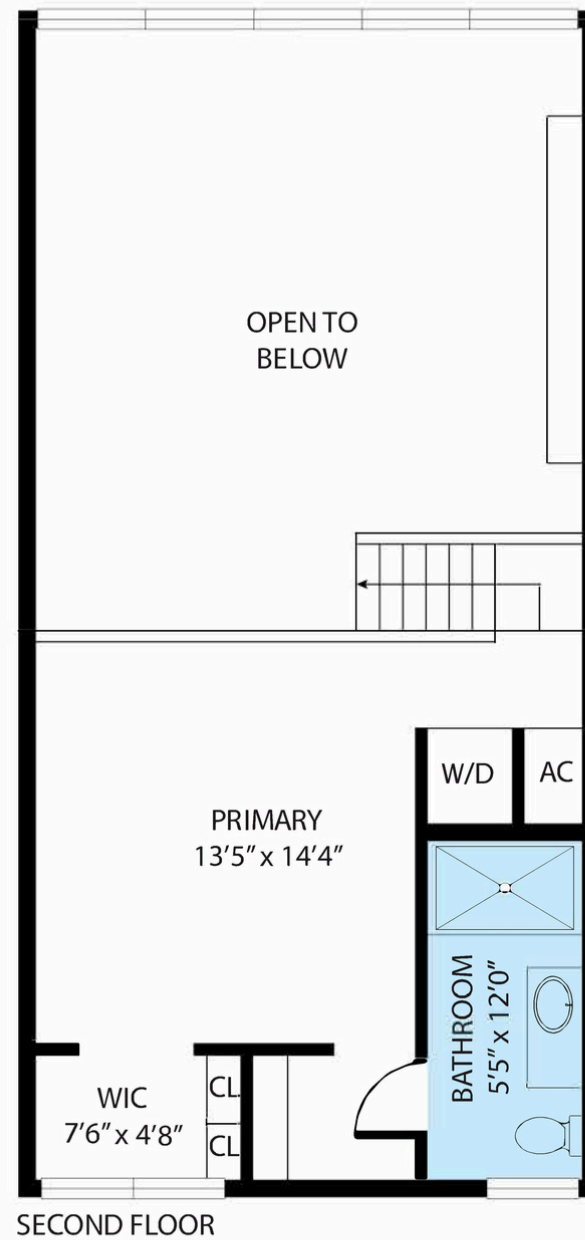 OPEN TO
BELOW
W/D
AC
PRIMARY
13’5” x 14’4”
BATHROOM
5’5” x 12’0”
WIC
7’6” x 4’8”
CL
CL
SECOND FLOOR